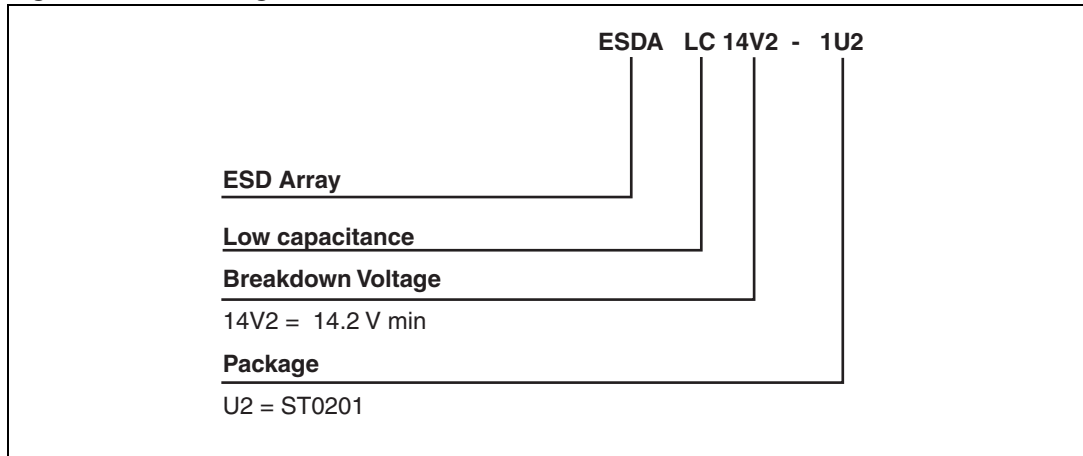 ESDA LC 14V2 - 1U2
ESD Array
Low capacitance
Breakdown Voltage
14V2 = 14.2 V min
Package
U2 = ST0201